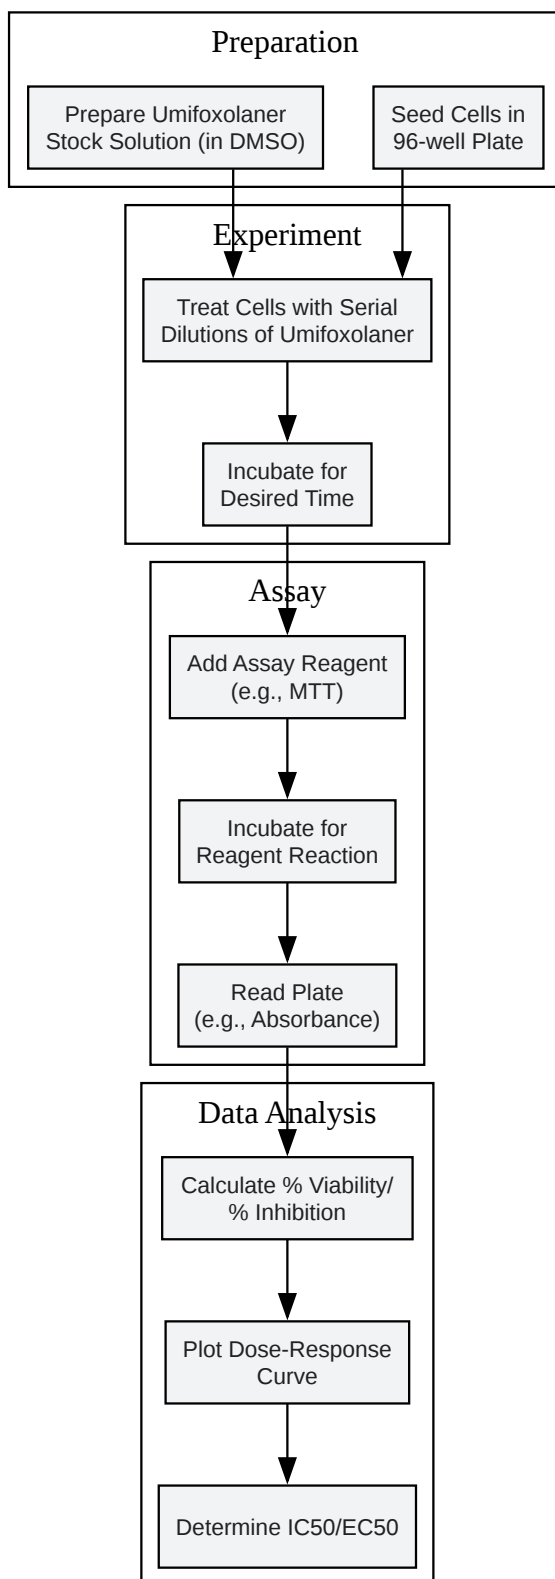 Preparation
Prepare Umifoxolaner
Stock Solution (in DMSO)
Seed Cells in
96-well Plate
Experiment
Treat Cells with Serial
Dilutions of Umifoxolaner
Incubate for
Desired Time
Assay
Add Assay Reagent
(e.g., MTT)
Incubate for
Reagent Reaction
Read Plate
(e.g., Absorbance)
Data Analysis
Calculate % Viability/
% Inhibition
Plot Dose-Response
Curve
Determine IC50/EC50